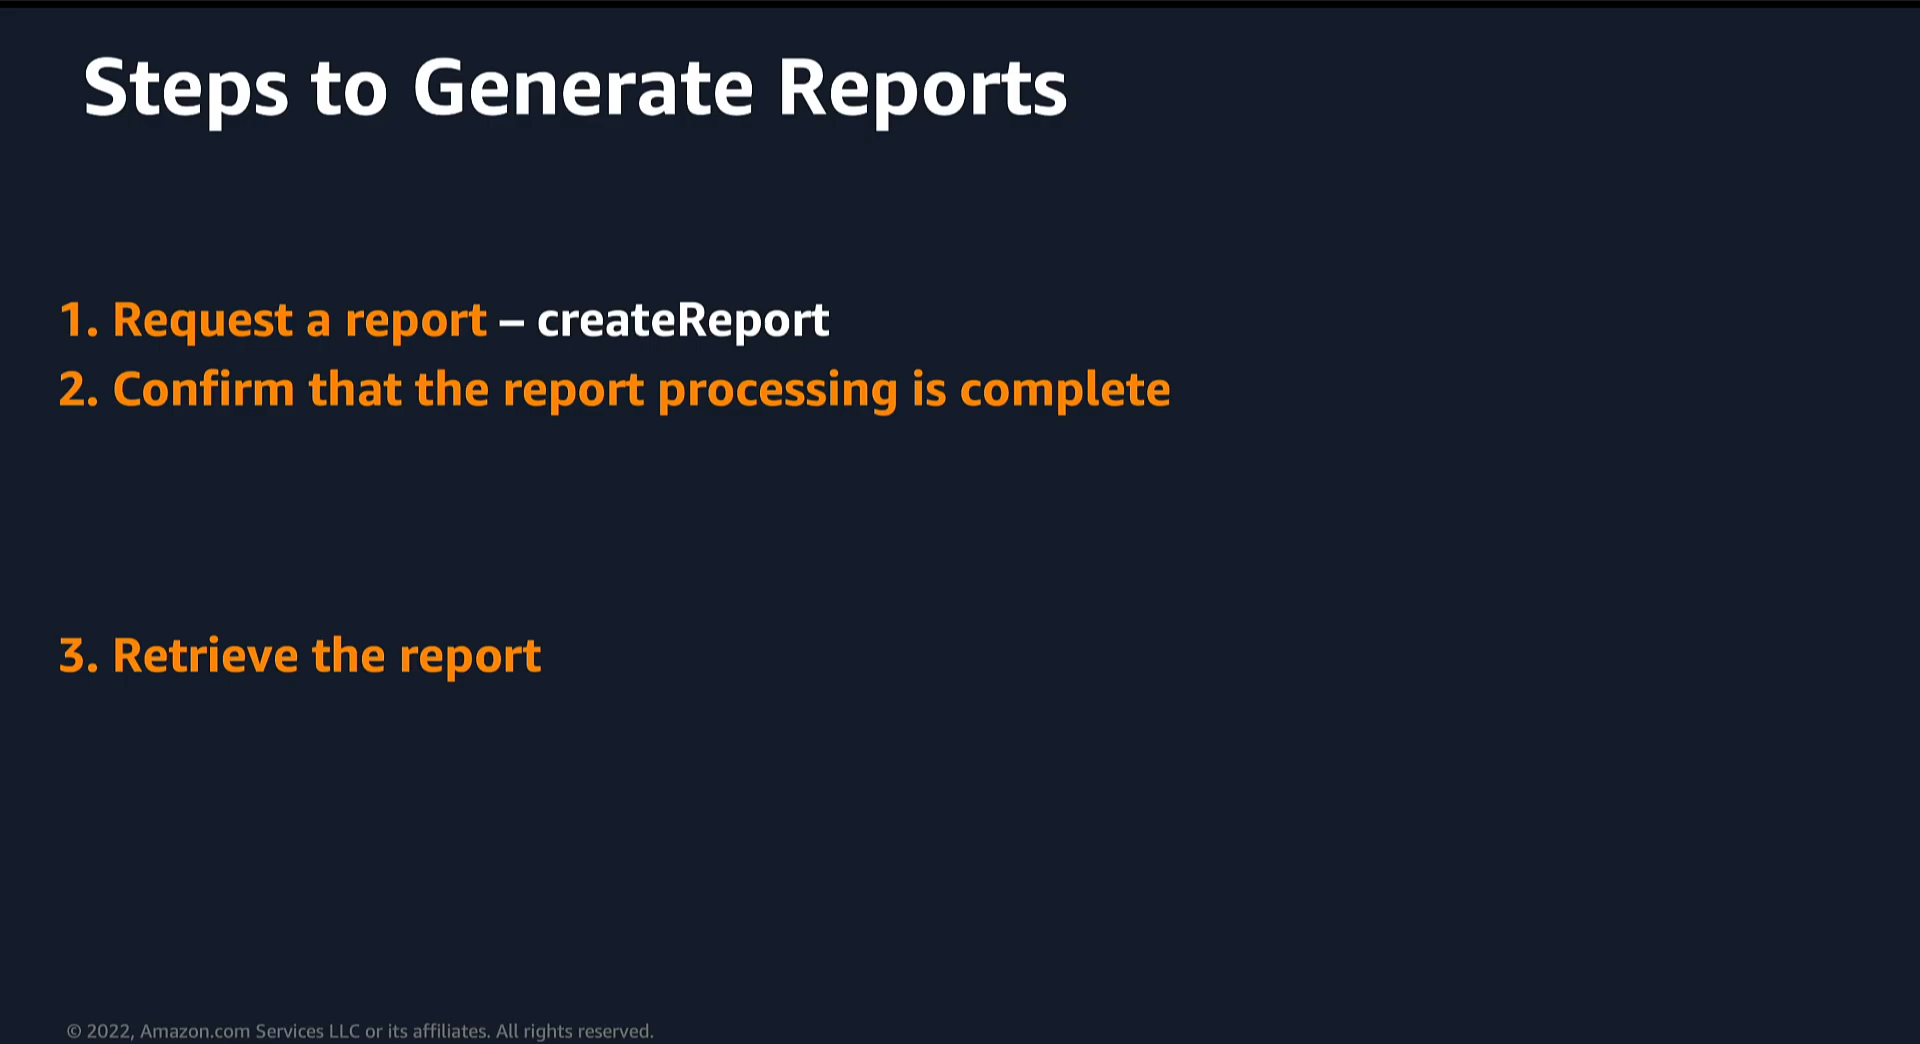 Steps to Generate Reports
1. Request a report – createReport
2. Confirm that the report processing is complete
3. Retrieve the report
© 2022, Amazon.com Services LLC or its affiliates. All rights reserved.